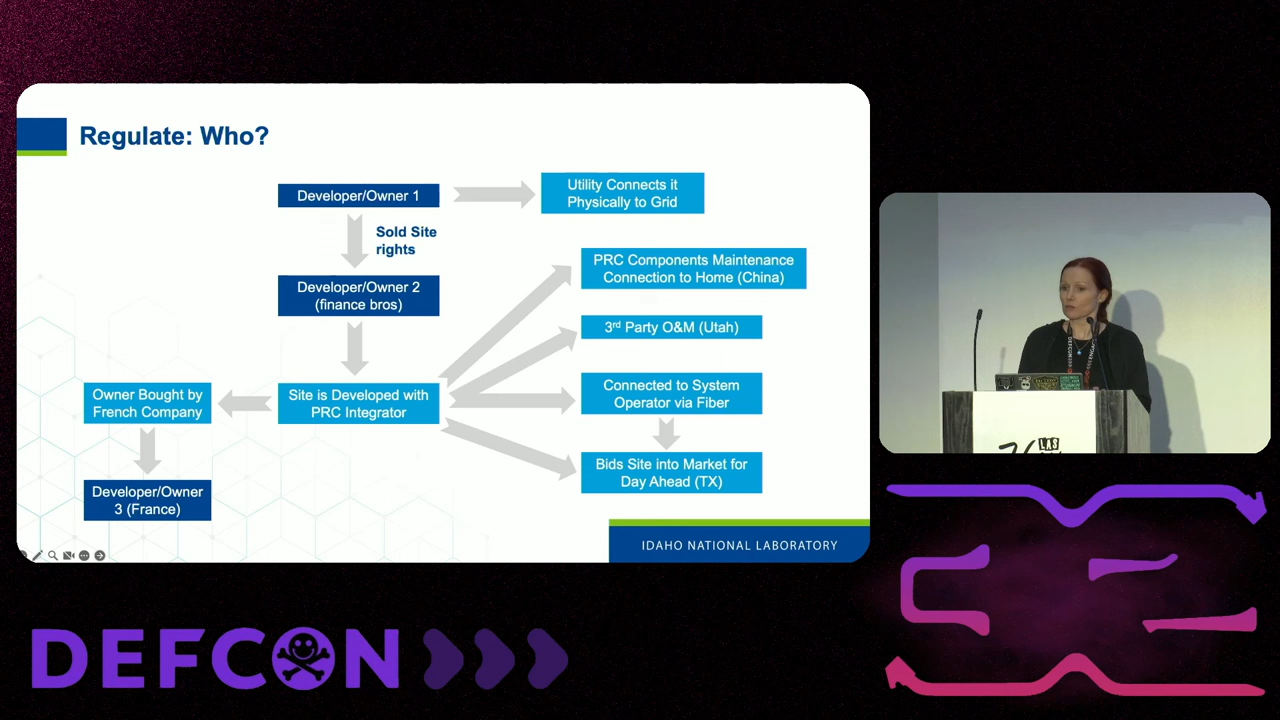 Regulate: Who?
Developer/Owner 1
Utility Connects it
Physically to Grid
Sold Site
rights
PRC Components Maintenance
Connection to Home (China)
Developer/Owner 2
(finance bros)
3rd Party O&M (Utah)
Owner Bought by
French Company
Site is Developed with
PRC Integrator
Connected to System
Operator via Fiber
Bids Site into Market for
Day Ahead (TX)
Developer/Owner
3 (France)
IDAHO NATIONAL LABORATORY
LAS
DEFCON